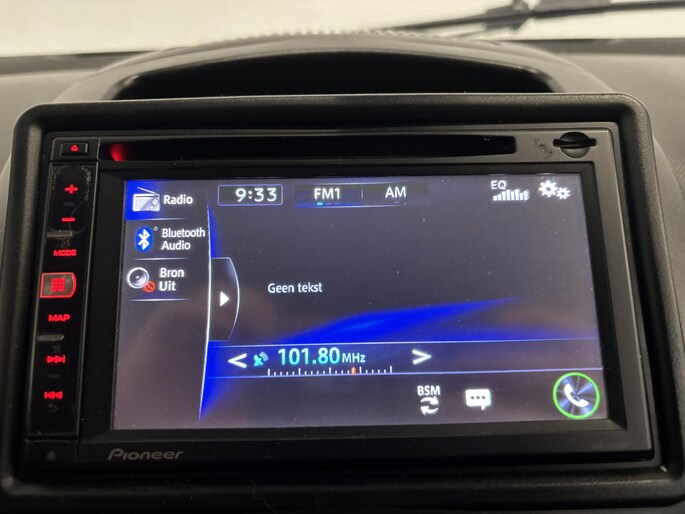 Radio
9:33
FM1
AM
EQ
Bluetooth
Audio
Bron
Uit
MODE
MAP
Geen tekst
101.80 MHz
BSM
Pioneer